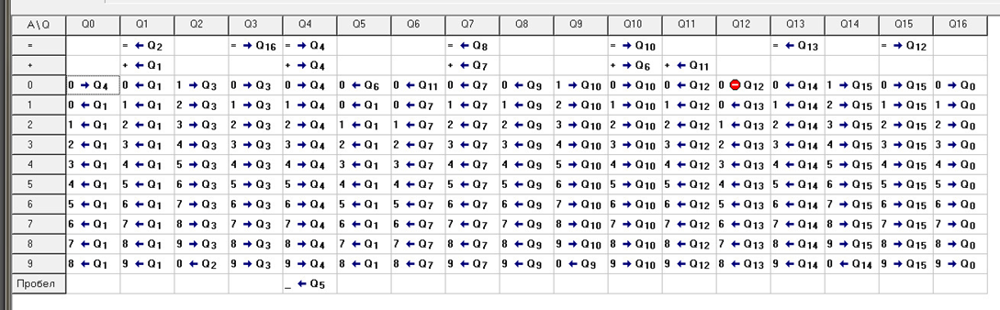 A\Q Q0 Q1 Q2 Q3 Q4 Q5 Q6 Q7 Q8 Q9 Q10 Q11 Q12 Q13 Q14 Q15 Q16
= = ← Q2 = → Q16 = → Q4 = ← Q8 = → Q10 = ← Q13 = → Q12
+ + ← Q1 + → Q4 + ← Q7 + → Q6 + ← Q11
0 0 → Q4 0 ← Q1 1 → Q3 0 → Q3 0 → Q4 0 ← Q6 0 ← Q11 0 ← Q7 0 ← Q9 1 → Q10 0 → Q10 0 ← Q12 0 Q12 0 ← Q14 1 → Q15 0 → Q15 0 → Q0
1 0 ← Q1 1 ← Q1 2 → Q3 1 → Q3 1 → Q4 0 ← Q1 0 ← Q7 1 ← Q7 1 ← Q9 2 → Q10 1 → Q10 1 ← Q12 0 → Q13 1 ← Q14 2 → Q15 1 → Q15 1 → Q0
2 1 ← Q1 2 ← Q1 3 → Q3 2 → Q3 2 → Q4 1 ← Q1 1 ← Q7 2 ← Q7 2 ← Q9 3 → Q10 2 → Q10 2 ← Q12 1 → Q13 2 ← Q14 3 → Q15 2 → Q15 2 → Q0
3 2 ← Q1 3 ← Q1 4 → Q3 3 → Q3 3 → Q4 2 ← Q1 2 ← Q7 3 ← Q7 3 ← Q9 4 → Q10 3 → Q10 3 ← Q12 2 → Q13 3 ← Q14 4 → Q15 3 → Q15 3 → Q0
4 3 ← Q1 4 ← Q1 5 → Q3 4 → Q3 4 → Q4 3 ← Q1 3 ← Q7 4 ← Q7 4 ← Q9 5 → Q10 4 → Q10 4 ← Q12 3 → Q13 4 ← Q14 5 → Q15 4 → Q15 4 → Q0
5 4 ← Q1 5 ← Q1 6 → Q3 5 → Q3 5 → Q4 4 ← Q1 4 ← Q7 5 ← Q7 5 ← Q9 6 → Q10 5 → Q10 5 ← Q12 4 → Q13 5 ← Q14 6 → Q15 5 → Q15 5 → Q0
6 5 ← Q1 6 ← Q1 7 → Q3 6 → Q3 6 → Q4 5 ← Q1 5 ← Q7 6 ← Q7 6 ← Q9 7 → Q10 6 → Q10 6 ← Q12 5 → Q13 6 ← Q14 7 → Q15 6 → Q15 6 → Q0
7 6 ← Q1 7 ← Q1 8 → Q3 7 → Q3 7 → Q4 6 ← Q1 6 ← Q7 7 ← Q7 7 ← Q9 8 → Q10 7 → Q10 7 ← Q12 6 → Q13 7 ← Q14 8 → Q15 7 → Q15 7 → Q0
8 7 ← Q1 8 ← Q1 9 → Q3 8 → Q3 8 → Q4 7 ← Q1 7 ← Q7 8 ← Q7 8 ← Q9 9 → Q10 8 → Q10 8 ← Q12 7 → Q13 8 ← Q14 9 → Q15 8 → Q15 8 → Q0
9 8 ← Q1 9 ← Q1 0 ← Q2 9 → Q3 9 → Q4 8 ← Q1 8 ← Q7 9 ← Q7 9 ← Q9 0 ← Q9 9 → Q10 9 ← Q12 8 → Q13 9 ← Q14 0 ← Q14 9 → Q15 9 → Q0
Пробел _ ← Q5